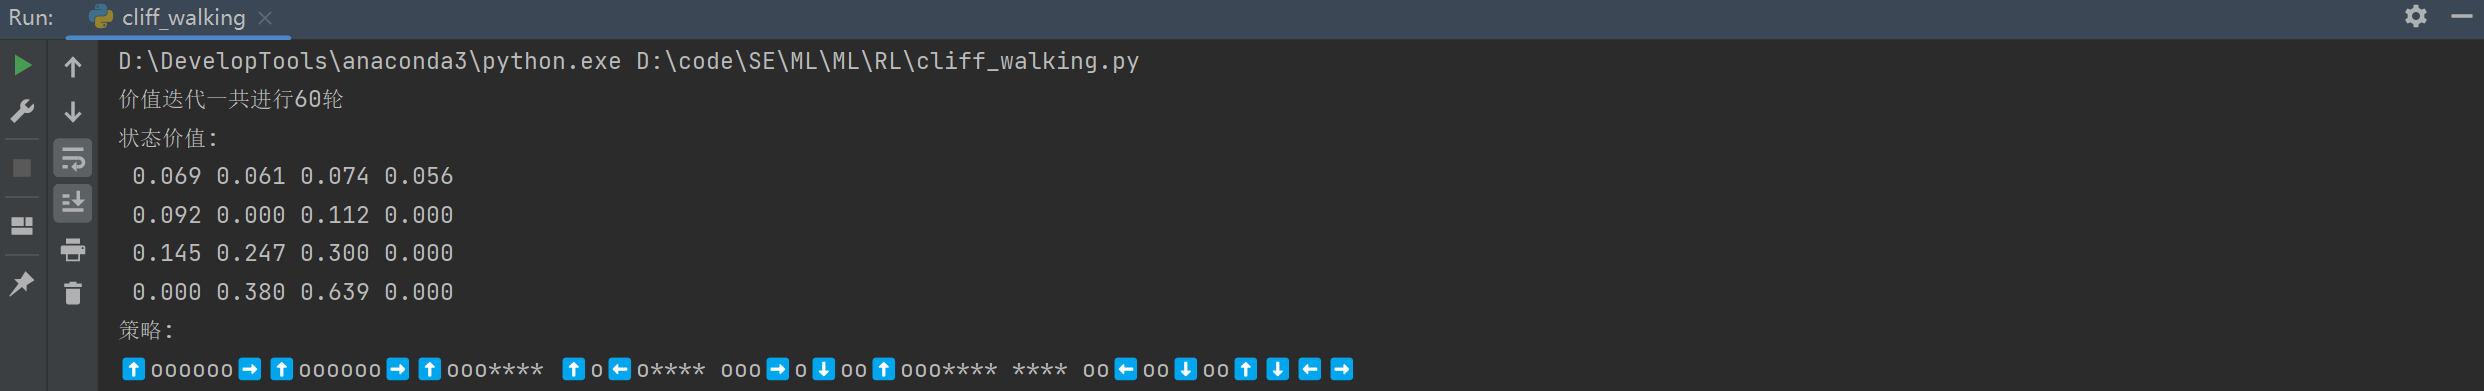 Run: cliff_walking
D:\DevelopTools\anaconda3\python.exe D:\code\SE\ML\ML\RL\cliff_walking.py
价值迭代一共进行60轮
状态价值:
0.069 0.061 0.074 0.056
0.092 0.000 0.112 0.000
0.145 0.247 0.300 0.000
0.000 0.380 0.639 0.000
策略:
⬆️oooooo➡️⬆️oooooo➡️⬆️ooo**** ⬆️o⬅️o**** ooo➡️o⬇️oo⬆️ooo**** **** oo⬅️oo⬇️oo⬆️⬇️⬅️➡️